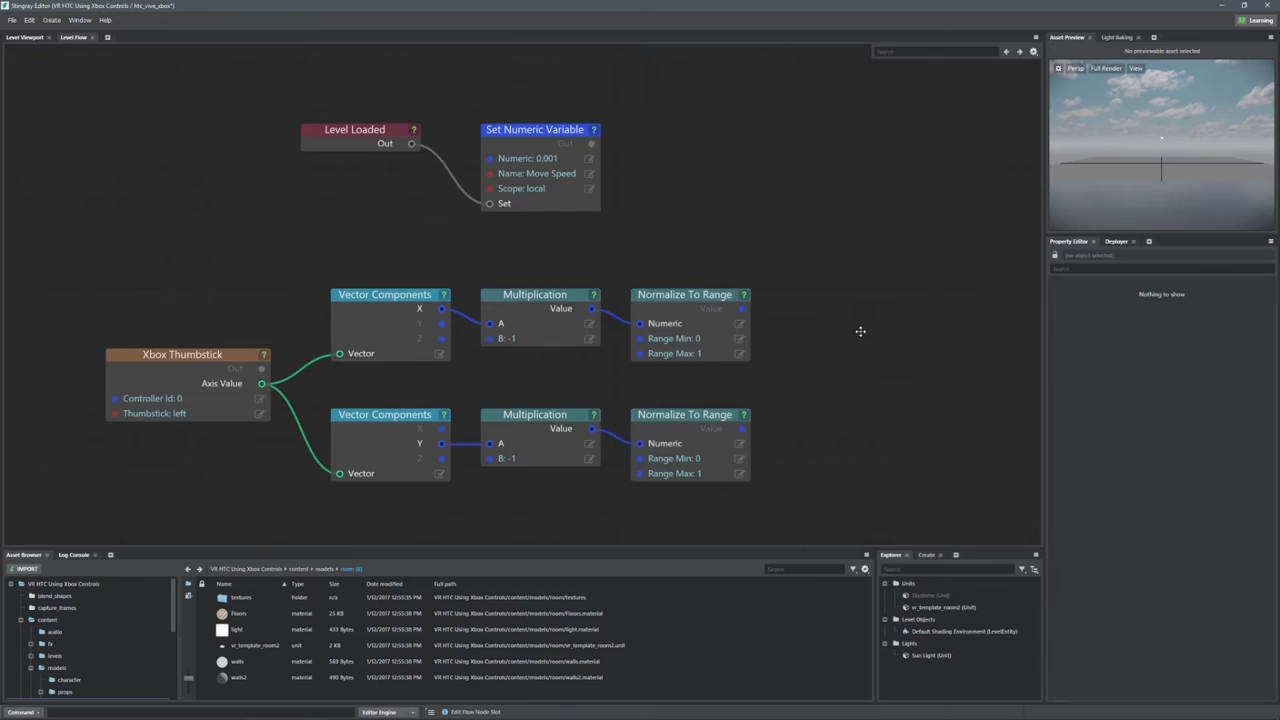 Stingray Editor (VR HTC Using Xbox Controls / htc_vive_xbox*)
File Edit Create Window Help
Learning
Level Viewport Level Flow
Search
Asset Preview Light Baking
No previewable asset selected
Persp Full Render View
Level Loaded ?
Out
Set Numeric Variable ?
Out
Numeric: 0.001
Name: Move Speed
Scope: local
Set
Property Editor Deployer
(no object selected)
Search
Nothing to show
Vector Components ?
X
Y
Z
Vector
Multiplication ?
Value
A
B: -1
Normalize To Range ?
Value
Numeric
Range Min: 0
Range Max: 1
Xbox Thumbstick ?
Out
Axis Value
Controller Id: 0
Thumbstick: left
Vector Components ?
X
Y
Z
Vector
Multiplication ?
Value
A
B: -1
Normalize To Range ?
Value
Numeric
Range Min: 0
Range Max: 1
Asset Browser Log Console
IMPORT
VR HTC Using Xbox Controls
blend_shapes
capture_frames
content
audio
fx
levels
models
character
props
VR HTC Using Xbox Controls content models room (6)
Search
Name Type Size Date modified Full path
textures Folder n/a 1/12/2017 12:55:35 PM VR HTC Using Xbox Controls/content/models/room/textures
Floors material 25 KB 1/12/2017 12:55:38 PM VR HTC Using Xbox Controls/content/models/room/Floors.material
light material 433 Bytes 1/12/2017 12:55:38 PM VR HTC Using Xbox Controls/content/models/room/light.material
vr_template_room2 unit 2 KB 1/12/2017 12:55:38 PM VR HTC Using Xbox Controls/content/models/room/vr_template_room2.unit
walls material 569 Bytes 1/12/2017 12:55:38 PM VR HTC Using Xbox Controls/content/models/room/walls.material
walls2 material 490 Bytes 1/12/2017 12:55:38 PM VR HTC Using Xbox Controls/content/models/room/walls2.material
Explorer Create
Search
Units
Skydome (Unit)
vr_template_room2 (Unit)
Level Objects
Default Shading Environment (LevelEntity)
Lights
Sun Light (Unit)
Command
Editor Engine
Edit Flow Node Slot